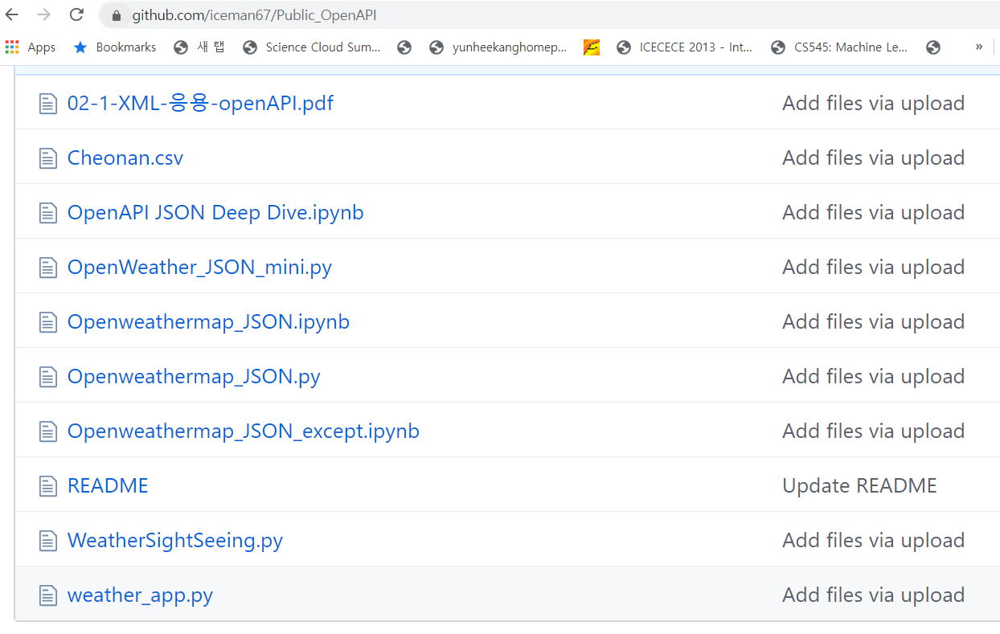 github.com/iceman67/Public_OpenAPI
Apps Bookmarks 새 탭 Science Cloud Sum... yunheekanghomep... ICECECE 2013 - Int... CS545: Machine Le... »
02-1-XML-응용-openAPI.pdf Add files via upload
Cheonan.csv Add files via upload
OpenAPI JSON Deep Dive.ipynb Add files via upload
OpenWeather_JSON_mini.py Add files via upload
Openweathermap_JSON.ipynb Add files via upload
Openweathermap_JSON.py Add files via upload
Openweathermap_JSON_except.ipynb Add files via upload
README Update README
WeatherSightSeeing.py Add files via upload
weather_app.py Add files via upload